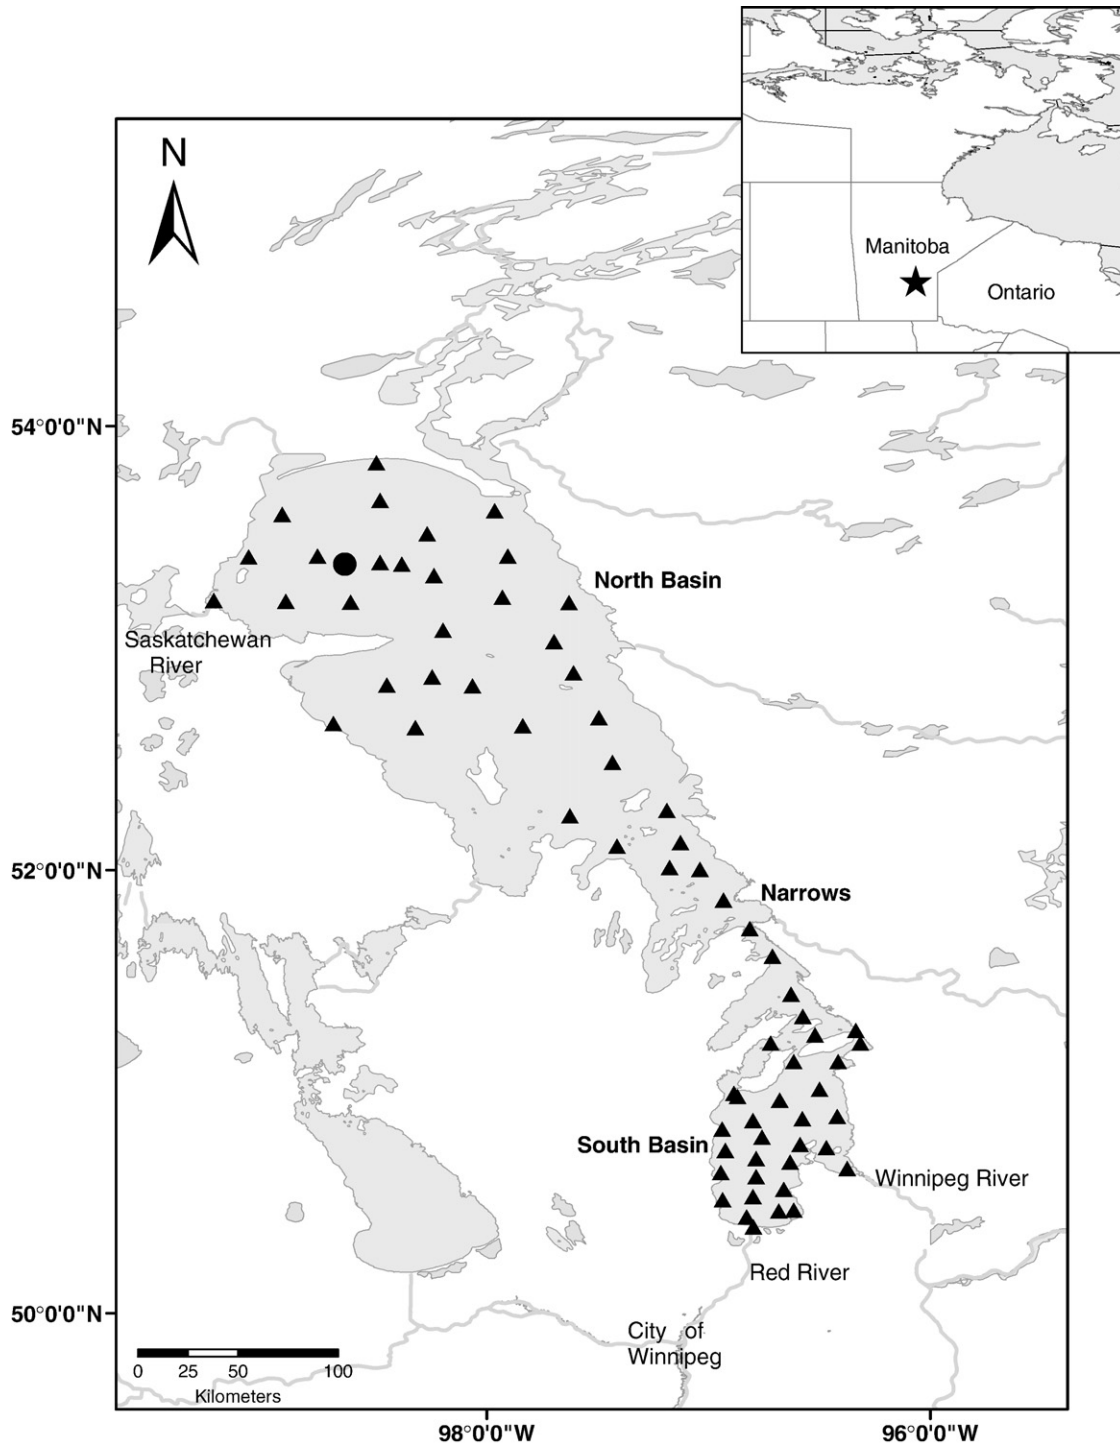 N
Manitoba
Ontario
54°0'0"N
North Basin
Saskatchewan
River
52°0'0"N
Narrows
South Basin
Winnipeg River
Red River
50°0'0"N
City of
Winnipeg
0 25 50 100
Kilometers
98°0'0"W 96°0'0"W